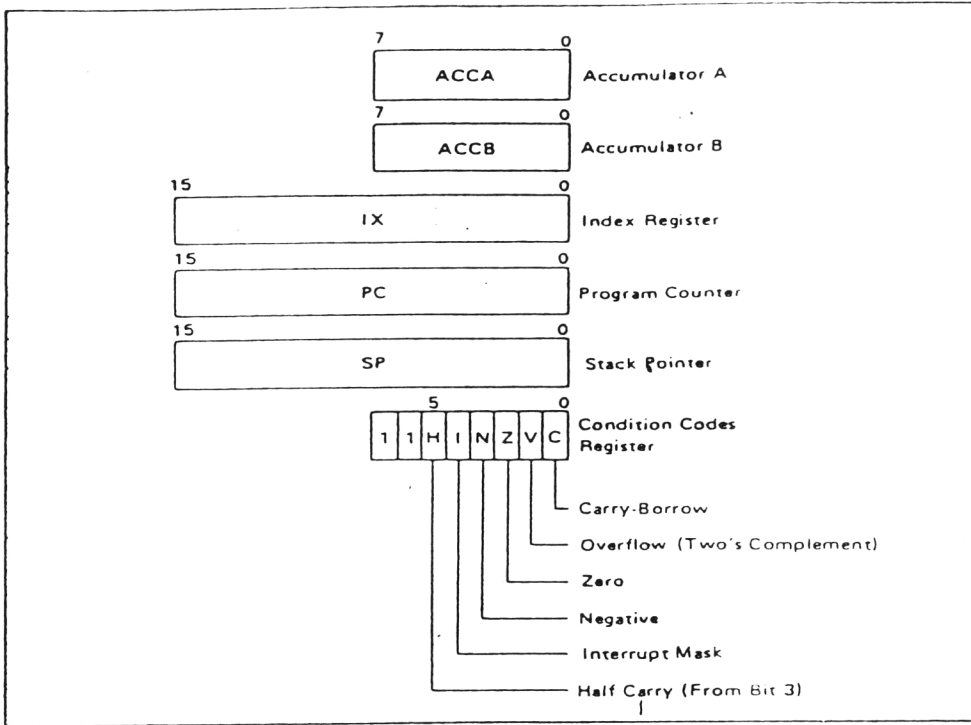 7 0
ACCA Accumulator A
7 0
ACCB Accumulator B
15 0
IX Index Register
15 0
PC Program Counter
15 0
SP Stack Pointer
5 0
1 1 H I N Z V C Condition Codes
Register
Carry-Borrow
Overflow (Two's Complement)
Zero
Negative
Interrupt Mask
Half Carry (From Bit 3)